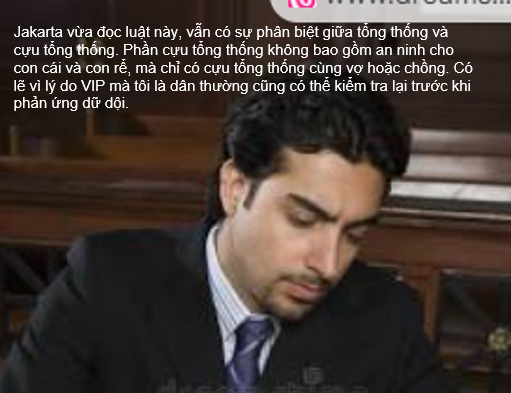 Jakarta vừa đọc luật này, vẫn có sự phân biệt giữa tổng thống và
cựu tổng thống. Phần cựu tổng thống không bao gồm an ninh cho
con cái và con rể, mà chỉ có cựu tổng thống cùng vợ hoặc chồng. Có
lẽ vì lý do VIP mà tôi là dân thường cũng có thể kiểm tra lại trước khi
phản ứng dữ dội.